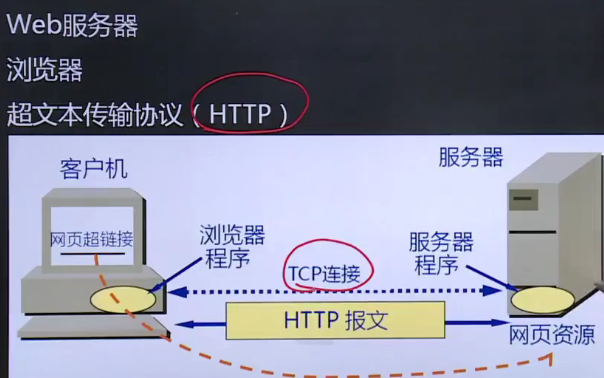 Web服务器
浏览器
超文本传输协议（HTTP）
客户机
服务器
网页超链接
浏览器
程序
TCP连接
服务器
程序
HTTP 报文
网页资源